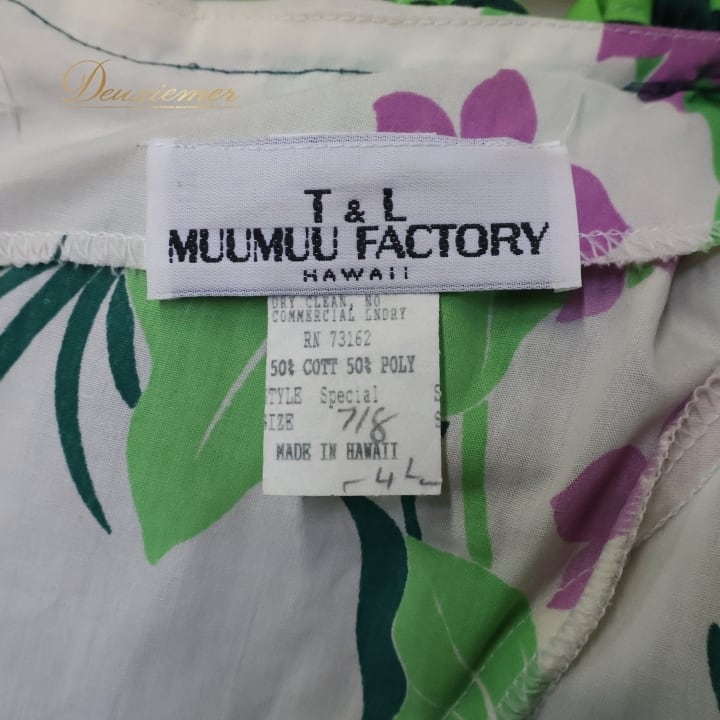 Deuxiemer
T & L
MUUMUU FACTORY
HAWAII
DRY CLEAN, NO
COMMERCIAL LNDRY
RN 73162
50% COTT 50% POLY
STYLE Special S
SIZE 7/8 S
MADE IN HAWAII